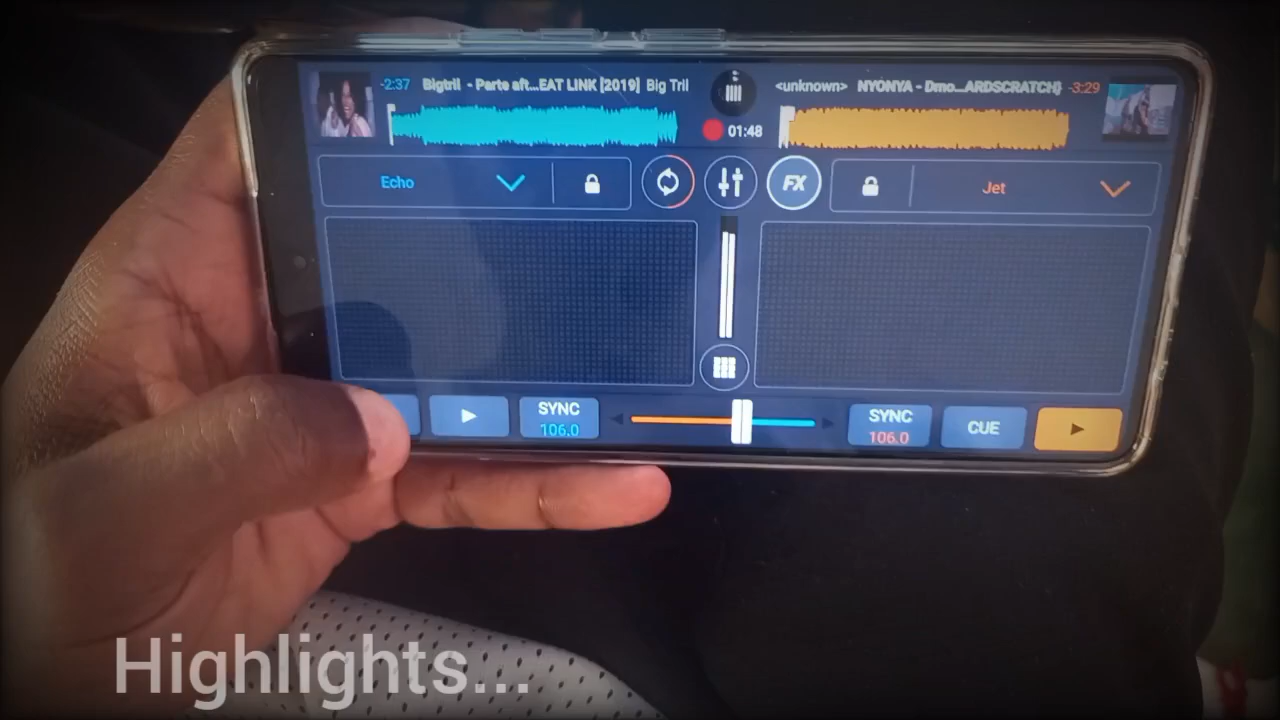 -2:37 Bigtril - Parte aft...EAT LINK [2019] Big Tril
<unknown> NYONYA - Dmo...ARDSCRATCH} -3:29
01:48
Echo
FX
Jet
SYNC
106.0
SYNC
106.0
CUE
Highlights...